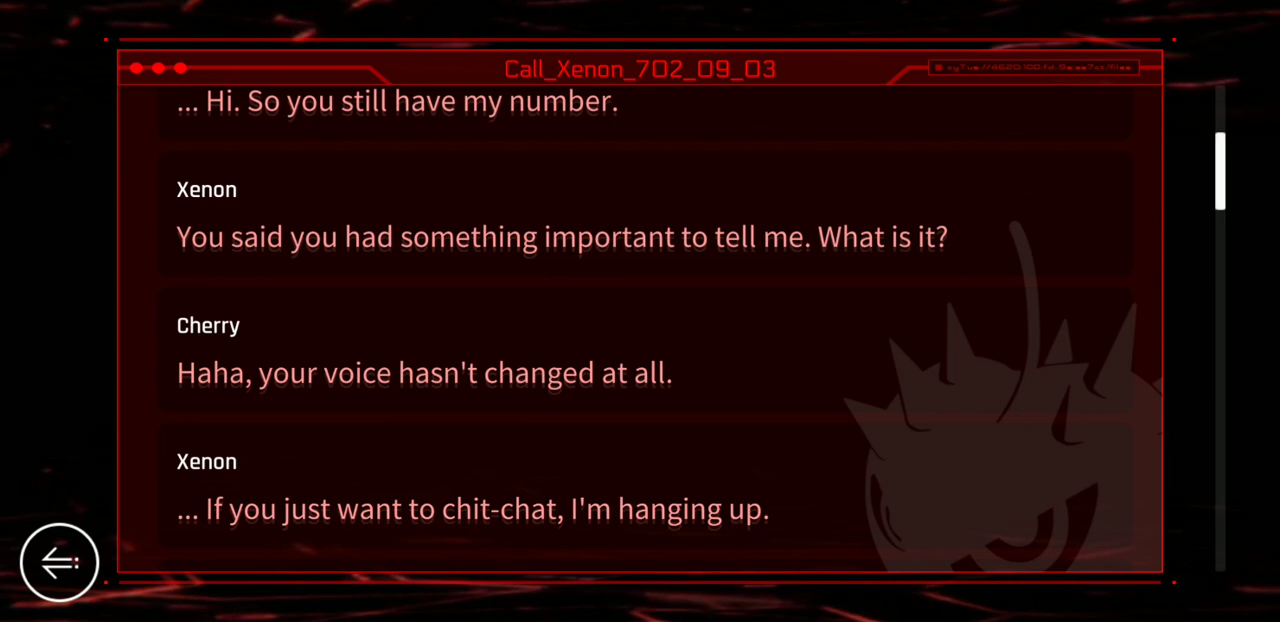 Call_Xenon_702_09_03
... Hi. So you still have my number.
Xenon
You said you had something important to tell me. What is it?
Cherry
Haha, your voice hasn't changed at all.
Xenon
... If you just want to chit-chat, I'm hanging up.